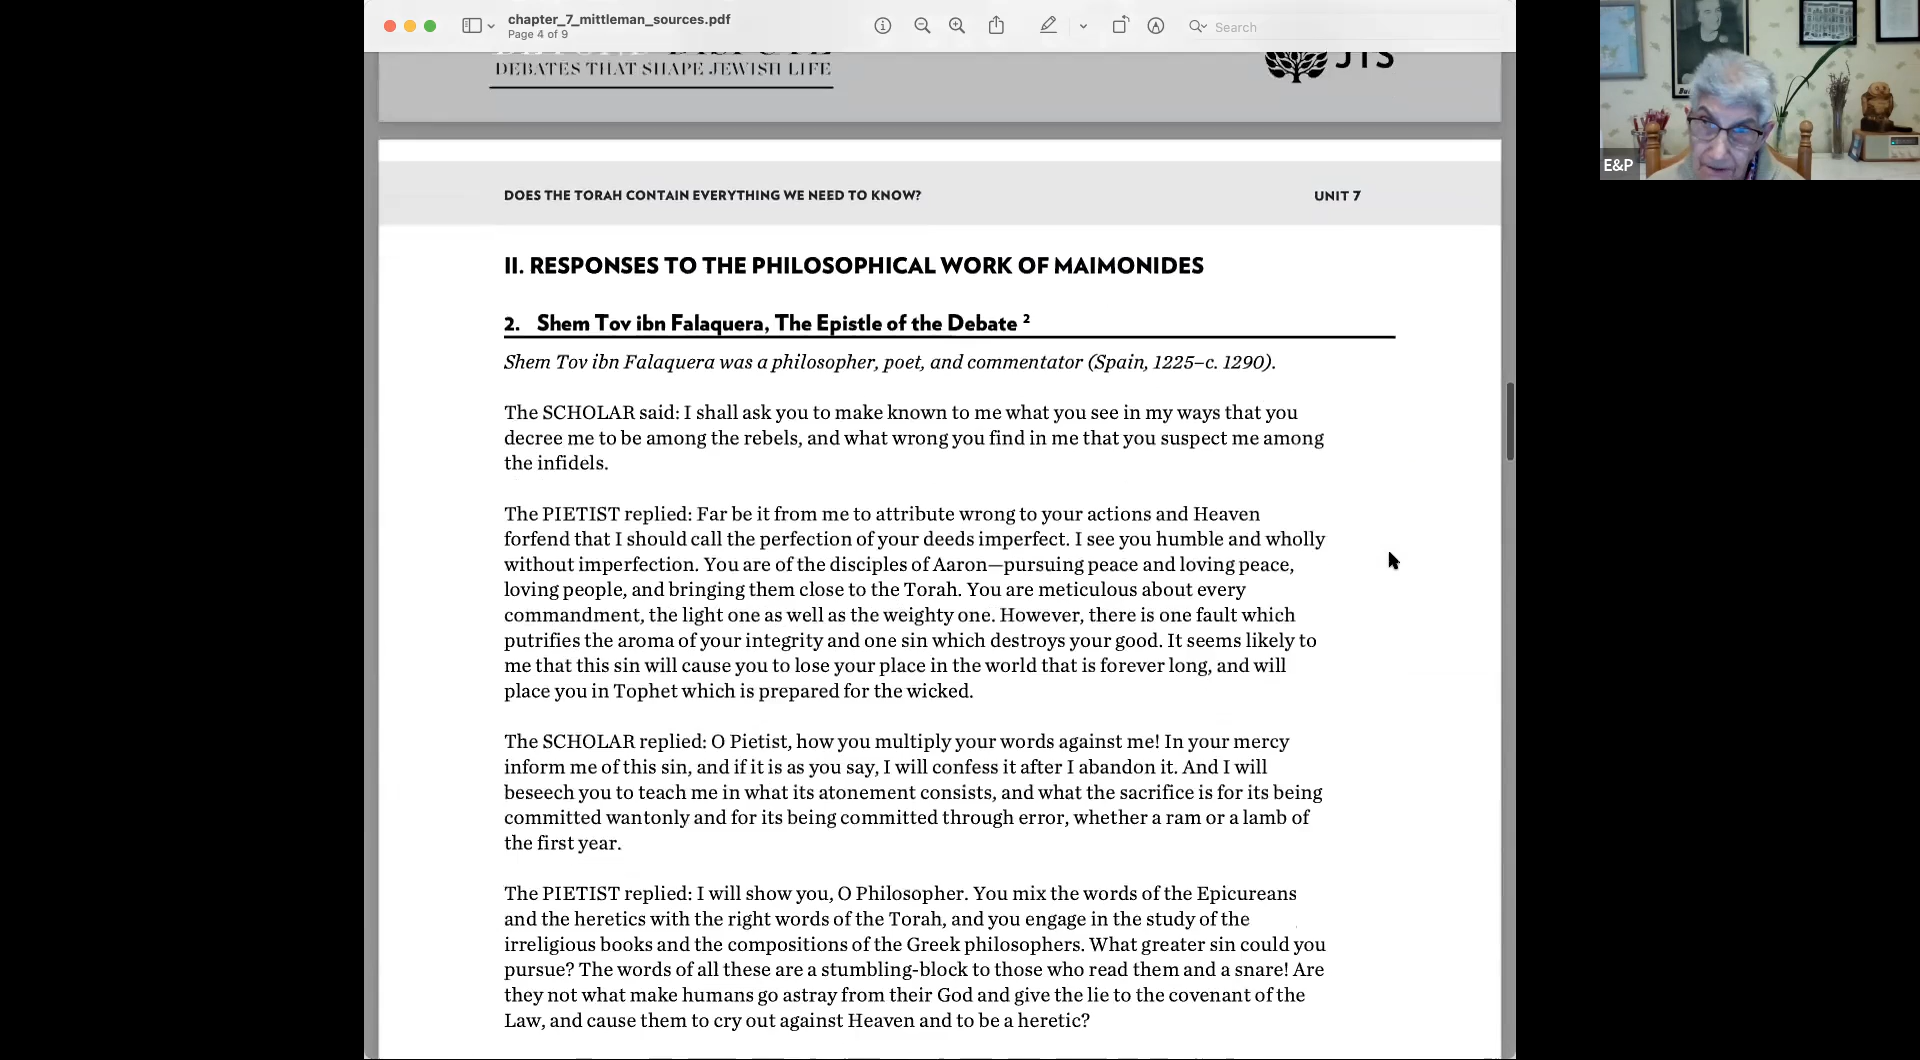 chapter_7_mittleman_sources.pdf
Page 4 of 9
Search
DEBATES THAT SHAPE JEWISH LIFE
JTS
E&P
DOES THE TORAH CONTAIN EVERYTHING WE NEED TO KNOW?
UNIT 7
II. RESPONSES TO THE PHILOSOPHICAL WORK OF MAIMONIDES
2. Shem Tov ibn Falaquera, The Epistle of the Debate 2
Shem Tov ibn Falaquera was a philosopher, poet, and commentator (Spain, 1225–c. 1290).
The SCHOLAR said: I shall ask you to make known to me what you see in my ways that you
decree me to be among the rebels, and what wrong you find in me that you suspect me among
the infidels.
The PIETIST replied: Far be it from me to attribute wrong to your actions and Heaven
forfend that I should call the perfection of your deeds imperfect. I see you humble and wholly
without imperfection. You are of the disciples of Aaron—pursuing peace and loving peace,
loving people, and bringing them close to the Torah. You are meticulous about every
commandment, the light one as well as the weighty one. However, there is one fault which
putrifies the aroma of your integrity and one sin which destroys your good. It seems likely to
me that this sin will cause you to lose your place in the world that is forever long, and will
place you in Tophet which is prepared for the wicked.
The SCHOLAR replied: O Pietist, how you multiply your words against me! In your mercy
inform me of this sin, and if it is as you say, I will confess it after I abandon it. And I will
beseech you to teach me in what its atonement consists, and what the sacrifice is for its being
committed wantonly and for its being committed through error, whether a ram or a lamb of
the first year.
The PIETIST replied: I will show you, O Philosopher. You mix the words of the Epicureans
and the heretics with the right words of the Torah, and you engage in the study of the
irreligious books and the compositions of the Greek philosophers. What greater sin could you
pursue? The words of all these are a stumbling-block to those who read them and a snare! Are
they not what make humans go astray from their God and give the lie to the covenant of the
Law, and cause them to cry out against Heaven and to be a heretic?